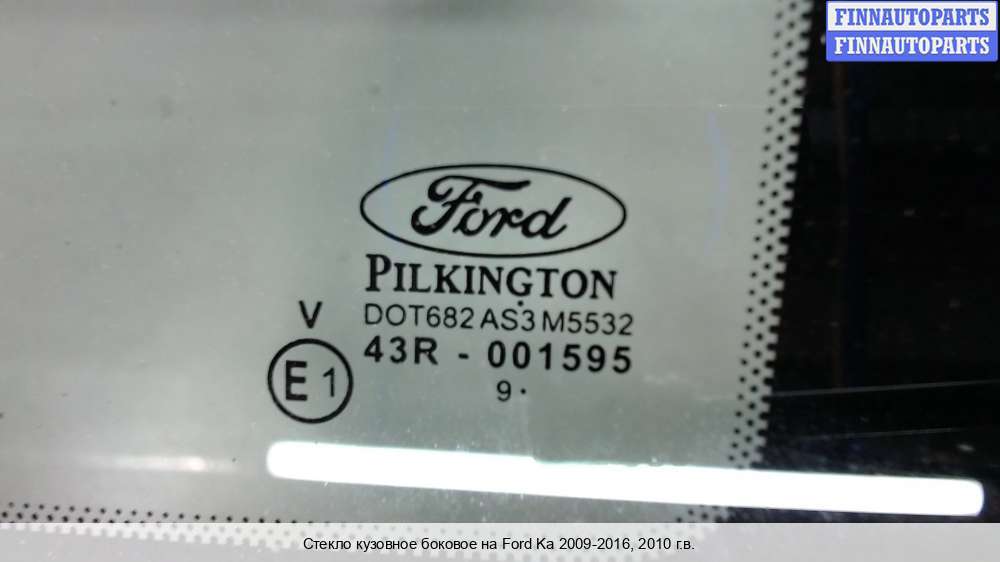 FINNAUTOPARTS
FINNAUTOPARTS
Ford
PILKINGTON
V
DOT682 AS3 M5532
43R - 001595
E1
9 ·
Стекло кузовное боковое на Ford Ka 2009-2016, 2010 г.в.